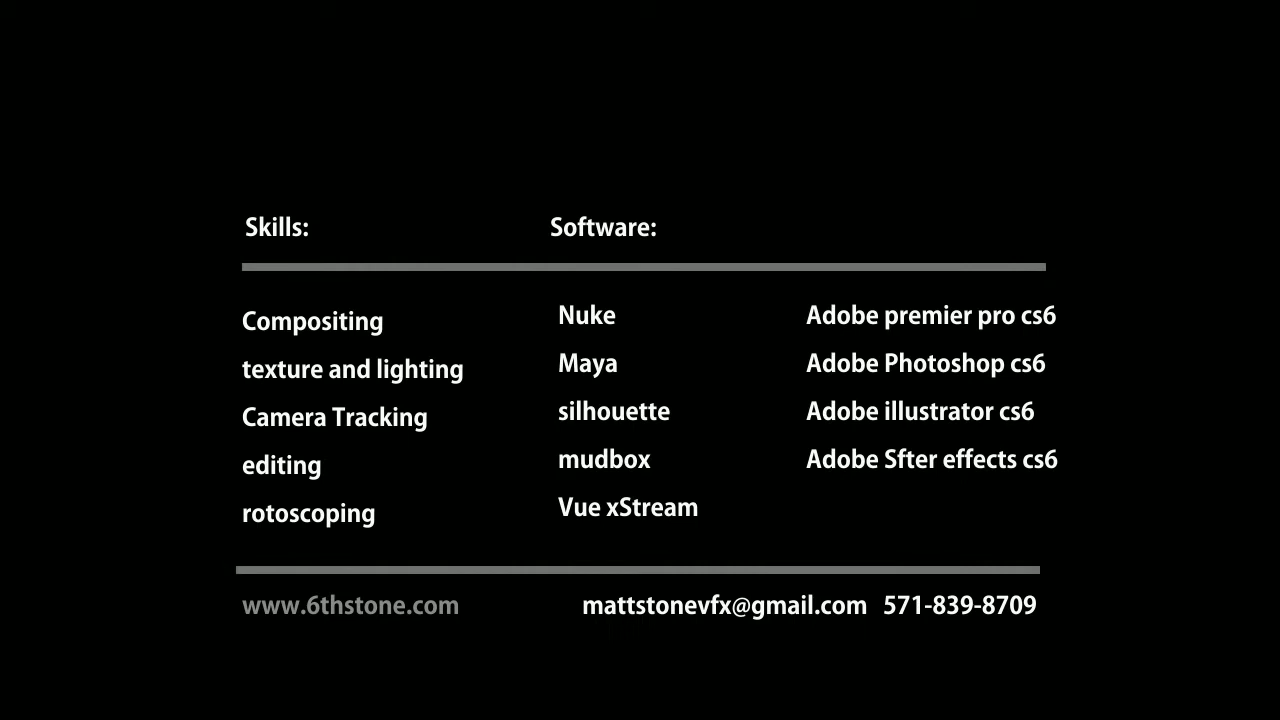 Skills:
Software:
Compositing
texture and lighting
Camera Tracking
editing
rotoscoping
Nuke
Maya
silhouette
mudbox
Vue xStream
Adobe premier pro cs6
Adobe Photoshop cs6
Adobe illustrator cs6
Adobe Sfter effects cs6
www.6thstone.com
mattstonevfx@gmail.com 571-839-8709